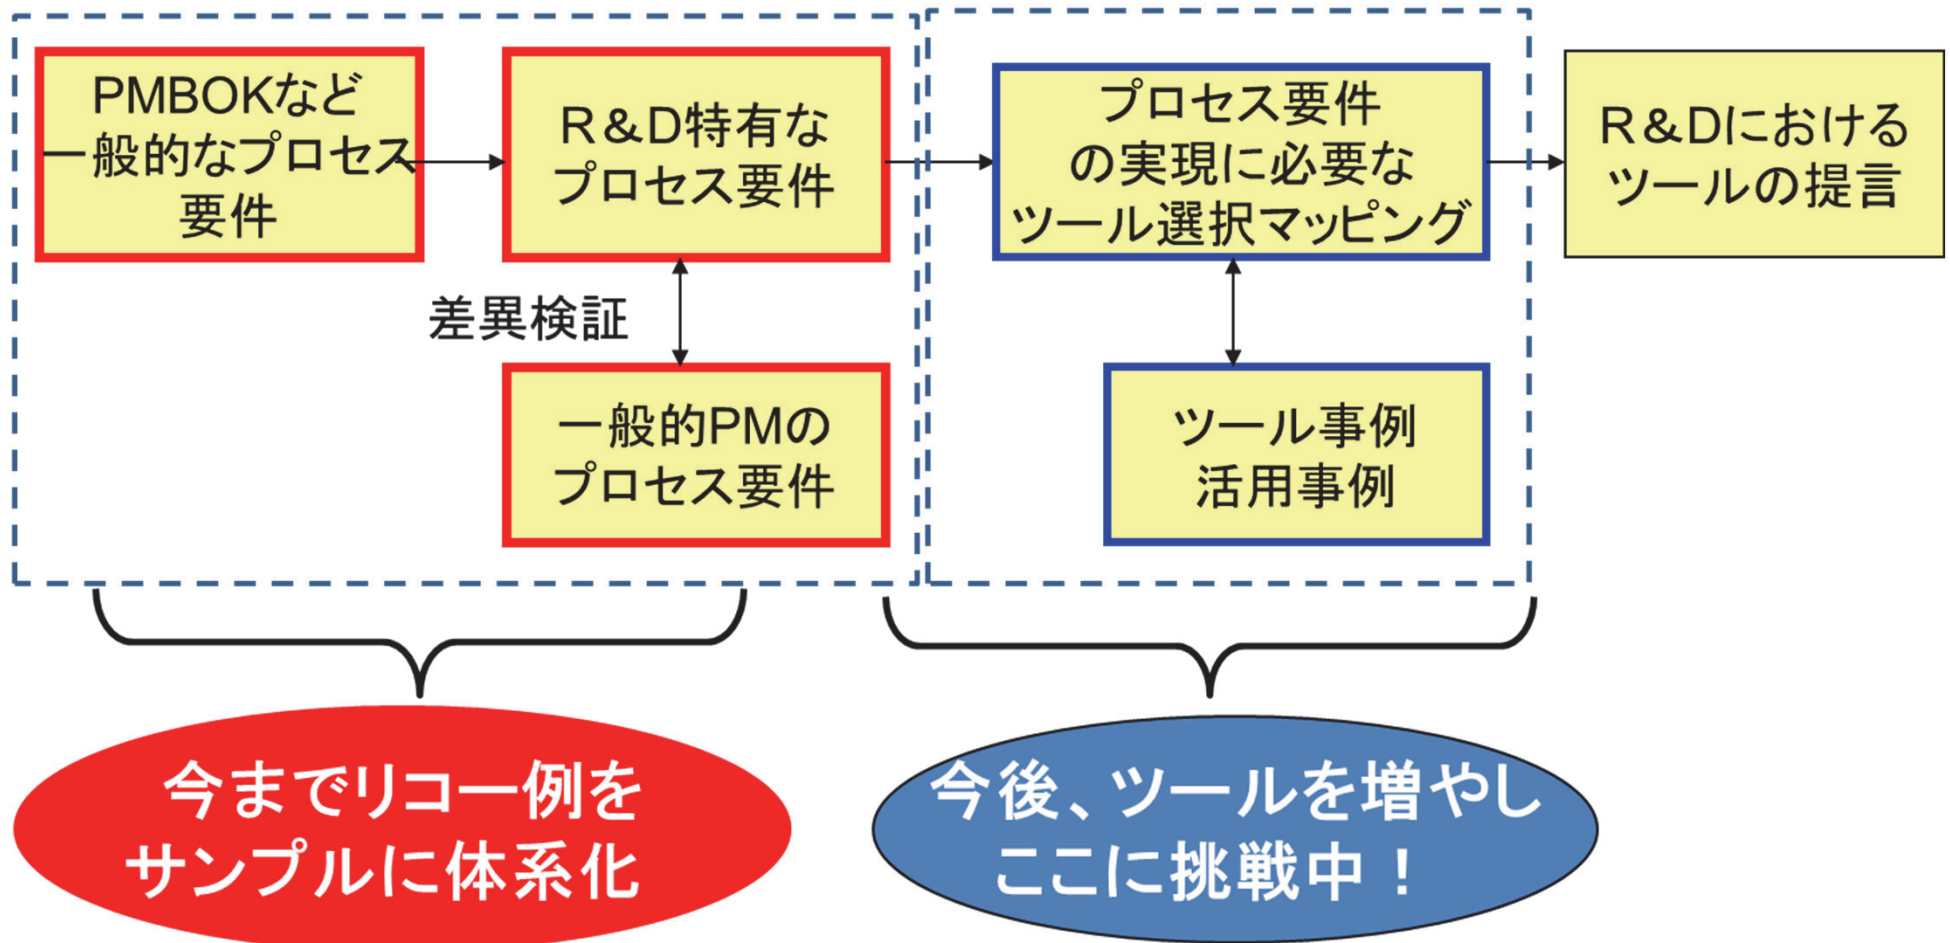 PMBOKなど
一般的なプロセス
要件
R&D特有な
プロセス要件
プロセス要件
の実現に必要な
ツール選択マッピング
R&Dにおける
ツールの提言
差異検証
一般的PMの
プロセス要件
ツール事例
活用事例
今までリコー例を
サンプルに体系化
今後、ツールを増やし
ここに挑戦中！